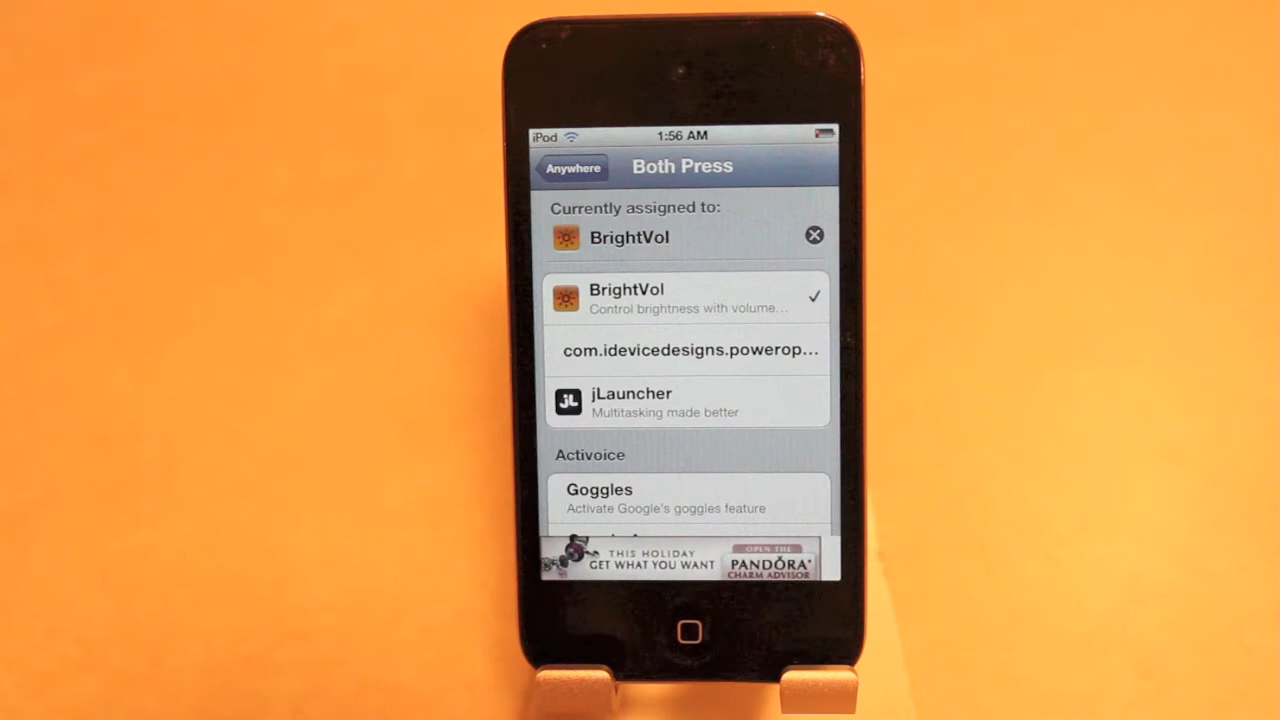 iPod 1:56 AM
Anywhere Both Press
Currently assigned to:
BrightVol
BrightVol
Control brightness with volume…
com.idevicedesigns.powerop…
jL jLauncher
Multitasking made better
Activoice
Goggles
Activate Google's goggles feature
THIS HOLIDAY
GET WHAT YOU WANT
OPEN THE
PANDORA
CHARM ADVISOR